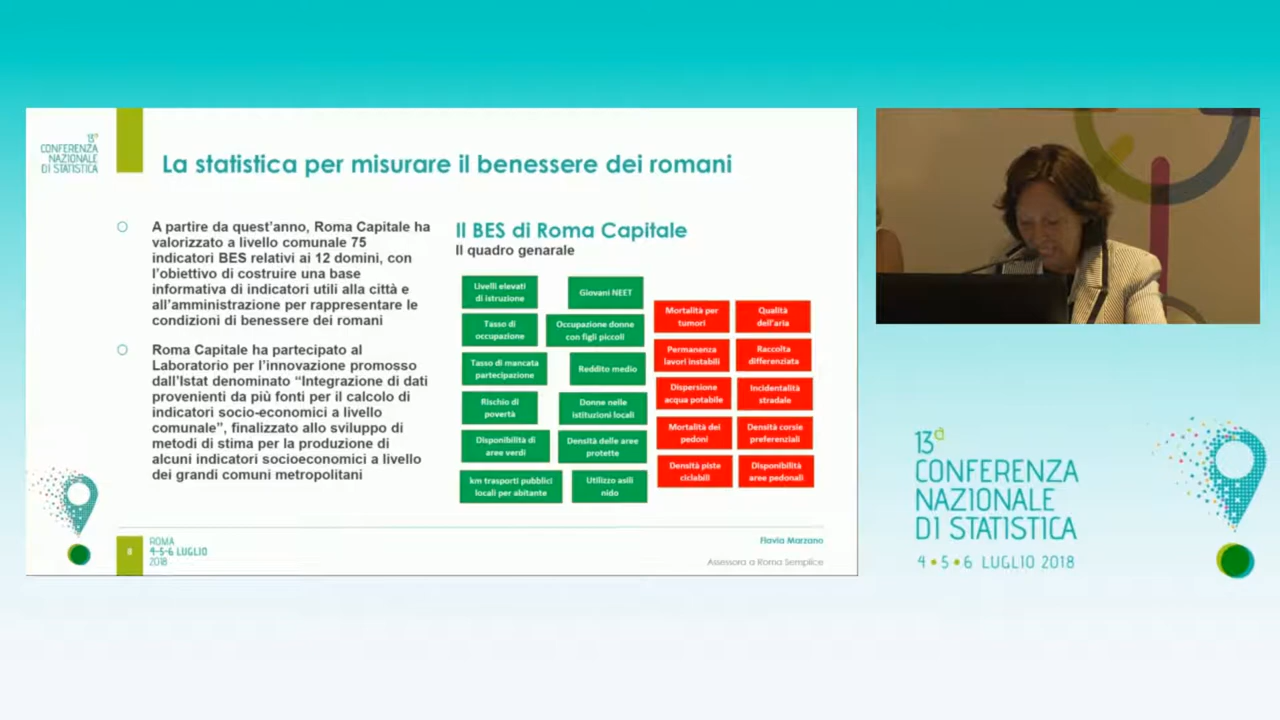 13ª
CONFERENZA
NAZIONALE
DI STATISTICA
La statistica per misurare il benessere dei romani
A partire da quest'anno, Roma Capitale ha
valorizzato a livello comunale 75
indicatori BES relativi ai 12 domini, con
l'obiettivo di costruire una base
informativa di indicatori utili alla città e
all'amministrazione per rappresentare le
condizioni di benessere dei romani
Roma Capitale ha partecipato al
Laboratorio per l'innovazione promosso
dall'Istat denominato “Integrazione di dati
provenienti da più fonti per il calcolo di
indicatori socio-economici a livello
comunale”, finalizzato allo sviluppo di
metodi di stima per la produzione di
alcuni indicatori socioeconomici a livello
dei grandi comuni metropolitani
Il BES di Roma Capitale
Il quadro genarale
Livelli elevati
di istruzione
Giovani NEET
Tasso di
occupazione
Occupazione donne
con figli piccoli
Tasso di mancata
partecipazione
Reddito medio
Rischio di
povertà
Donne nelle
istituzioni locali
Disponibilità di
aree verdi
Densità delle aree
protette
km trasporti pubblici
locali per abitante
Utilizzo asili
nido
Mortalità per
tumori
Qualità
dell'aria
Permanenza
lavori instabili
Raccolta
differenziata
Dispersione
acqua potabile
Incidentalità
stradale
Mortalità dei
pedoni
Densità corsie
preferenziali
Densità piste
ciclabili
Disponibilità
aree pedonali
8
ROMA
4-5-6 LUGLIO
2018
Flavia Marzano
Assessora a Roma Semplice
13ª
CONFERENZA
NAZIONALE
DI STATISTICA
4 • 5 • 6 LUGLIO 2018